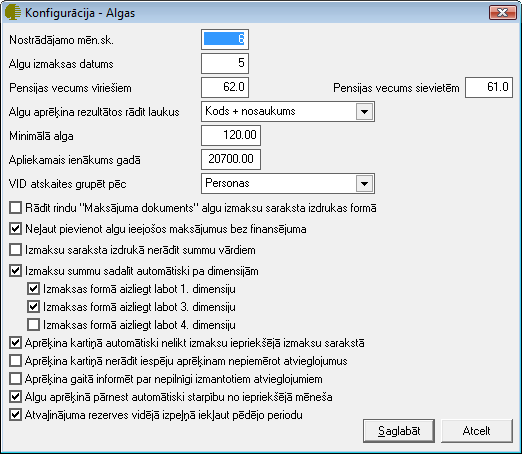 Konfigurācija - Algas
Nostrādājamo mēn.sk. 6
Algu izmaksas datums 5
Pensijas vecums vīriešiem 62.0 Pensijas vecums sievietēm 61.0
Algu aprēķina rezultātos rādīt laukus Kods + nosaukums
Minimālā alga 120.00
Apliekamais ienākums gadā 20700.00
VID atskaites grupēt pēc Personas
Rādīt rindu "Maksājuma dokuments" algu izmaksu saraksta izdrukas formā
Neļaut pievienot algu ieejošos maksājumus bez finansējuma
Izmaksu saraksta izdrukā nerādīt summu vārdiem
Izmaksu summu sadalīt automātiski pa dimensijām
Izmaksas formā aizliegt labot 1. dimensiju
Izmaksas formā aizliegt labot 3. dimensiju
Izmaksas formā aizliegt labot 4. dimensiju
Aprēķina kartiņā automātiski nelikt izmaksu iepriekšējā izmaksu sarakstā
Aprēķina kartiņā nerādīt iespēju aprēķinam nepiemērot atvieglojumus
Aprēķina gaitā informēt par nepilnīgi izmantotiem atvieglojumiem
Algu aprēķinā pārnest automātiski starpību no iepriekšējā mēneša
Atvaļinājuma rezerves vidējā izpeļņā iekļaut pēdējo periodu
Saglabāt Atcelt